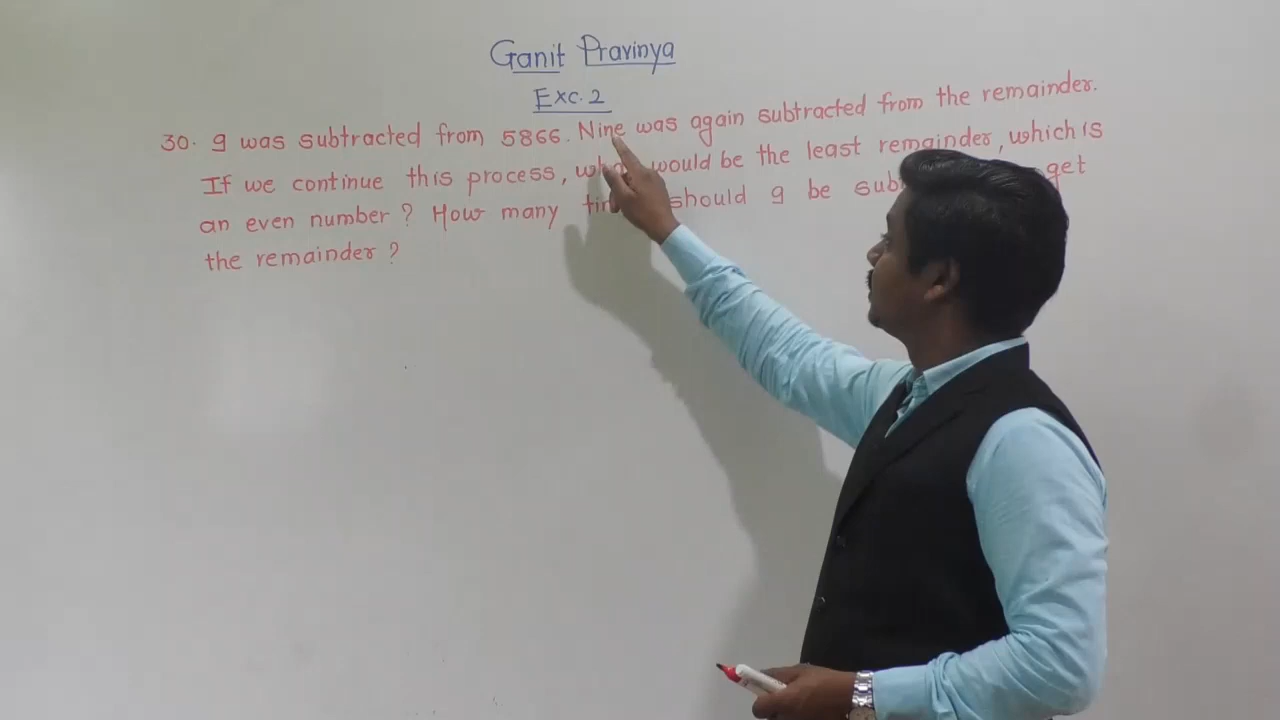 Ganit Pravinya
Exc. 2
30. 9 was subtracted from 5866. Nine was again subtracted from the remainder.
If we continue this process, would be the least remainder, which is
an even number ? How many should 9 be get
the remainder ?